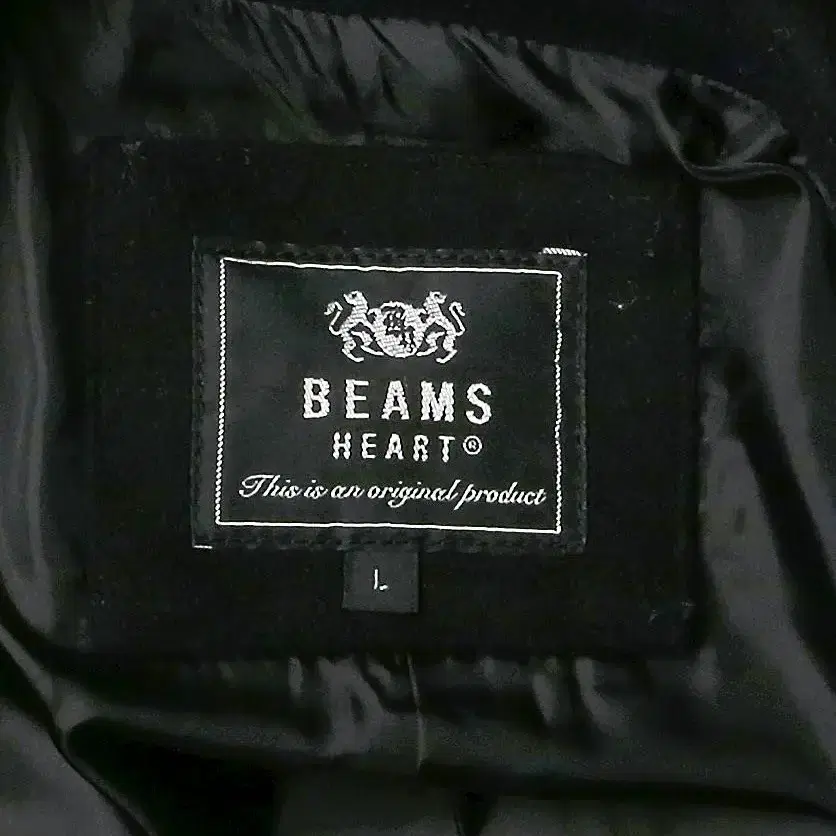 BEAMS
HEART®
This is an original product
L